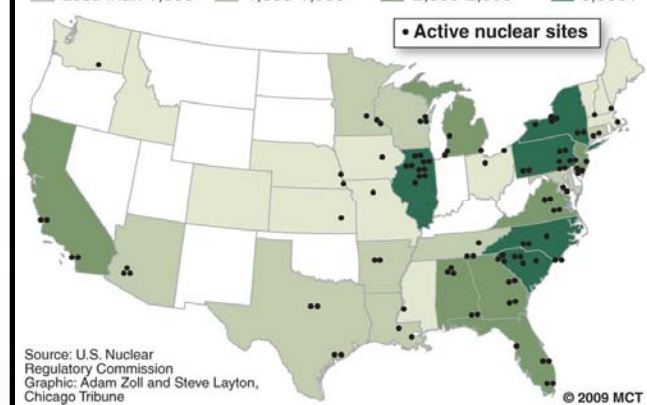 • Active nuclear sites
Source: U.S. Nuclear
Regulatory Commission
Graphic: Adam Zoll and Steve Layton,
Chicago Tribune
© 2009 MCT